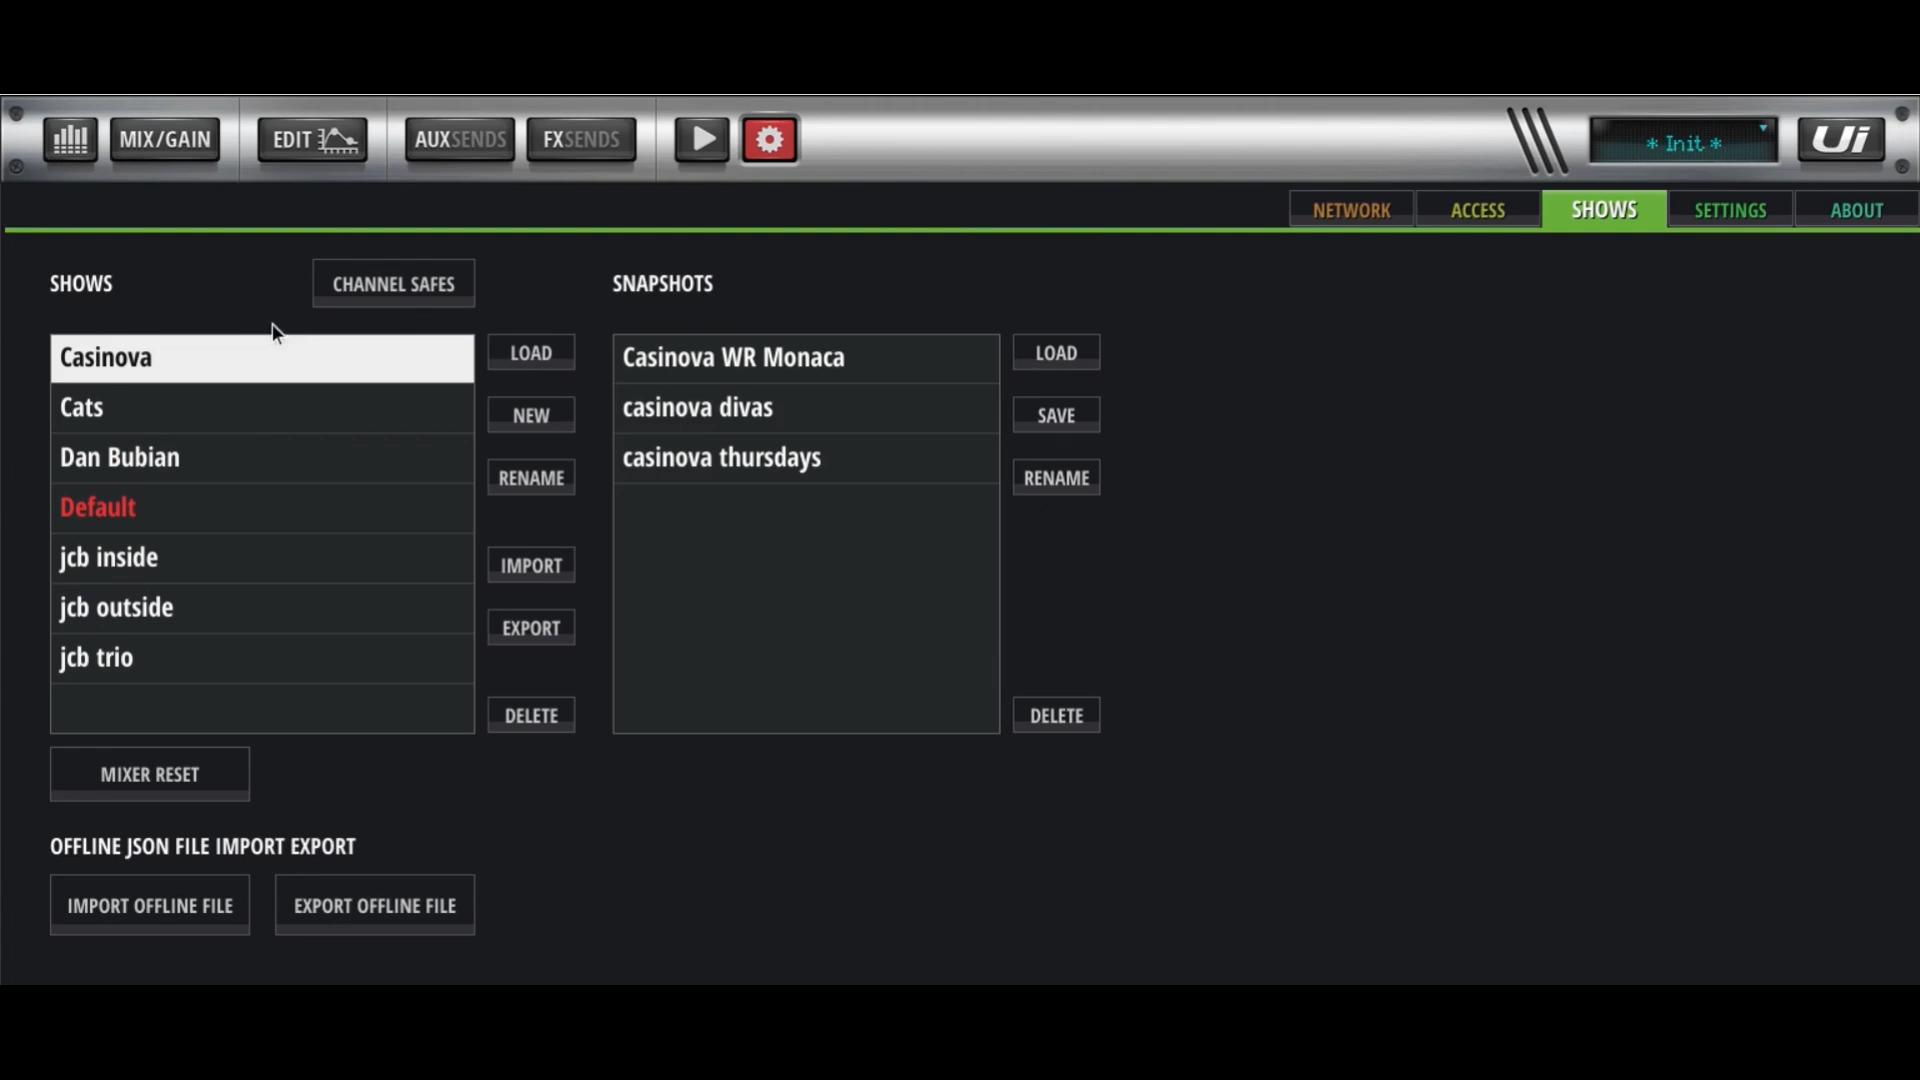 MIX/GAIN
EDIT
AUXSENDS
FXSENDS
* Init *
Ui
NETWORK
ACCESS
SHOWS
SETTINGS
ABOUT
SHOWS
CHANNEL SAFES
SNAPSHOTS
Casinova
Cats
Dan Bubian
Default
jcb inside
jcb outside
jcb trio
LOAD
NEW
RENAME
IMPORT
EXPORT
DELETE
Casinova WR Monaca
casinova divas
casinova thursdays
LOAD
SAVE
RENAME
DELETE
MIXER RESET
OFFLINE JSON FILE IMPORT EXPORT
IMPORT OFFLINE FILE
EXPORT OFFLINE FILE